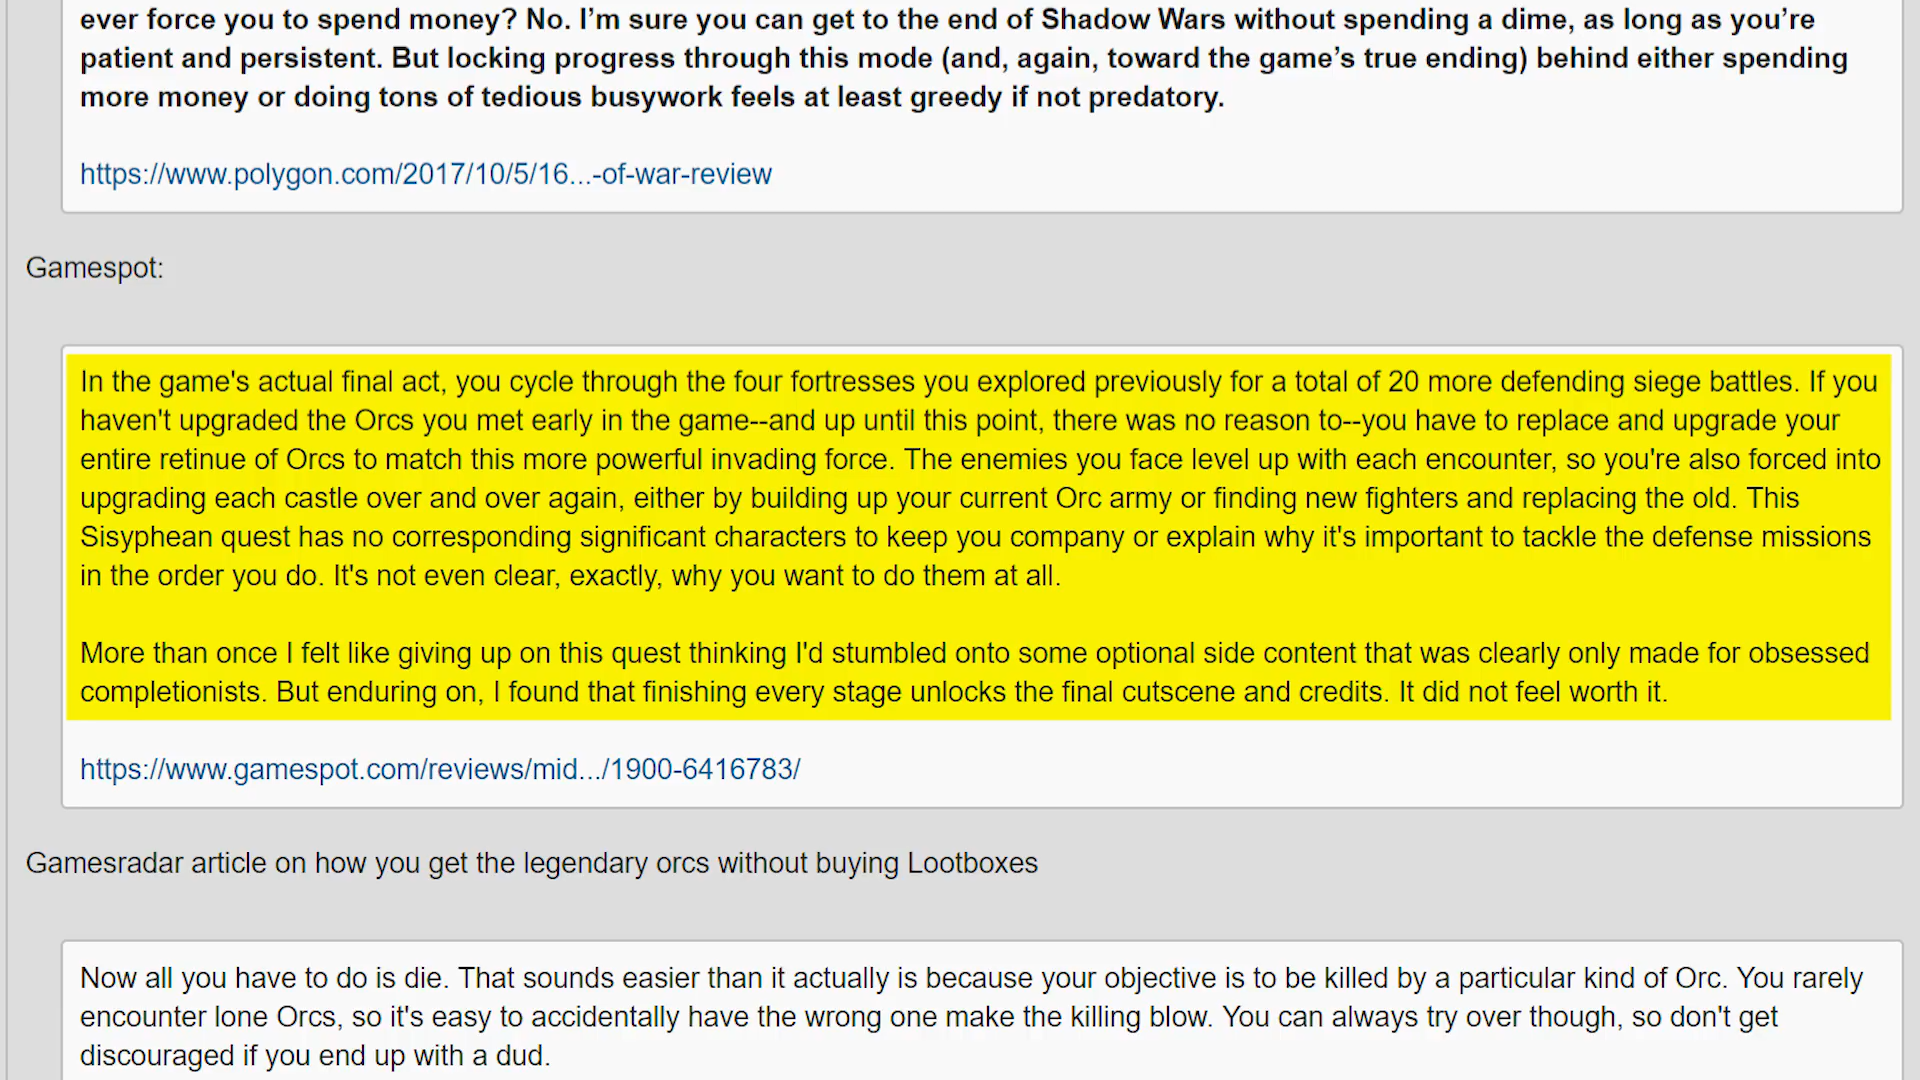 ever force you to spend money? No. I’m sure you can get to the end of Shadow Wars without spending a dime, as long as you’re
patient and persistent. But locking progress through this mode (and, again, toward the game’s true ending) behind either spending
more money or doing tons of tedious busywork feels at least greedy if not predatory.
https://www.polygon.com/2017/10/5/16...-of-war-review
Gamespot:
In the game's actual final act, you cycle through the four fortresses you explored previously for a total of 20 more defending siege battles. If you
haven't upgraded the Orcs you met early in the game--and up until this point, there was no reason to--you have to replace and upgrade your
entire retinue of Orcs to match this more powerful invading force. The enemies you face level up with each encounter, so you're also forced into
upgrading each castle over and over again, either by building up your current Orc army or finding new fighters and replacing the old. This
Sisyphean quest has no corresponding significant characters to keep you company or explain why it's important to tackle the defense missions
in the order you do. It's not even clear, exactly, why you want to do them at all.
More than once I felt like giving up on this quest thinking I'd stumbled onto some optional side content that was clearly only made for obsessed
completionists. But enduring on, I found that finishing every stage unlocks the final cutscene and credits. It did not feel worth it.
https://www.gamespot.com/reviews/mid.../1900-6416783/
Gamesradar article on how you get the legendary orcs without buying Lootboxes
Now all you have to do is die. That sounds easier than it actually is because your objective is to be killed by a particular kind of Orc. You rarely
encounter lone Orcs, so it's easy to accidentally have the wrong one make the killing blow. You can always try over though, so don't get
discouraged if you end up with a dud.